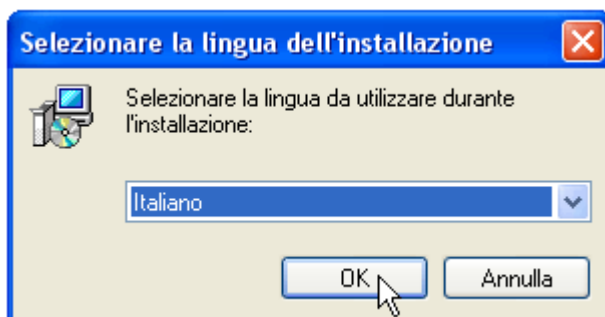 Selezionare la lingua dell'installazione
Selezionare la lingua da utilizzare durante
l'installazione:
Italiano
OK Annulla